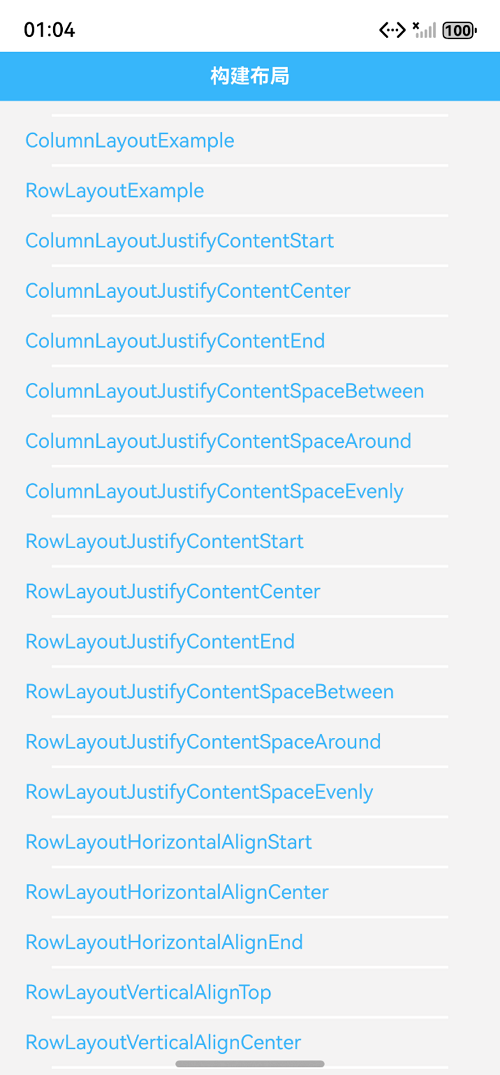 01:04
100
构建布局
ColumnLayoutExample
RowLayoutExample
ColumnLayoutJustifyContentStart
ColumnLayoutJustifyContentCenter
ColumnLayoutJustifyContentEnd
ColumnLayoutJustifyContentSpaceBetween
ColumnLayoutJustifyContentSpaceAround
ColumnLayoutJustifyContentSpaceEvenly
RowLayoutJustifyContentStart
RowLayoutJustifyContentCenter
RowLayoutJustifyContentEnd
RowLayoutJustifyContentSpaceBetween
RowLayoutJustifyContentSpaceAround
RowLayoutJustifyContentSpaceEvenly
RowLayoutHorizontalAlignStart
RowLayoutHorizontalAlignCenter
RowLayoutHorizontalAlignEnd
RowLayoutVerticalAlignTop
RowLayoutVerticalAlignCenter